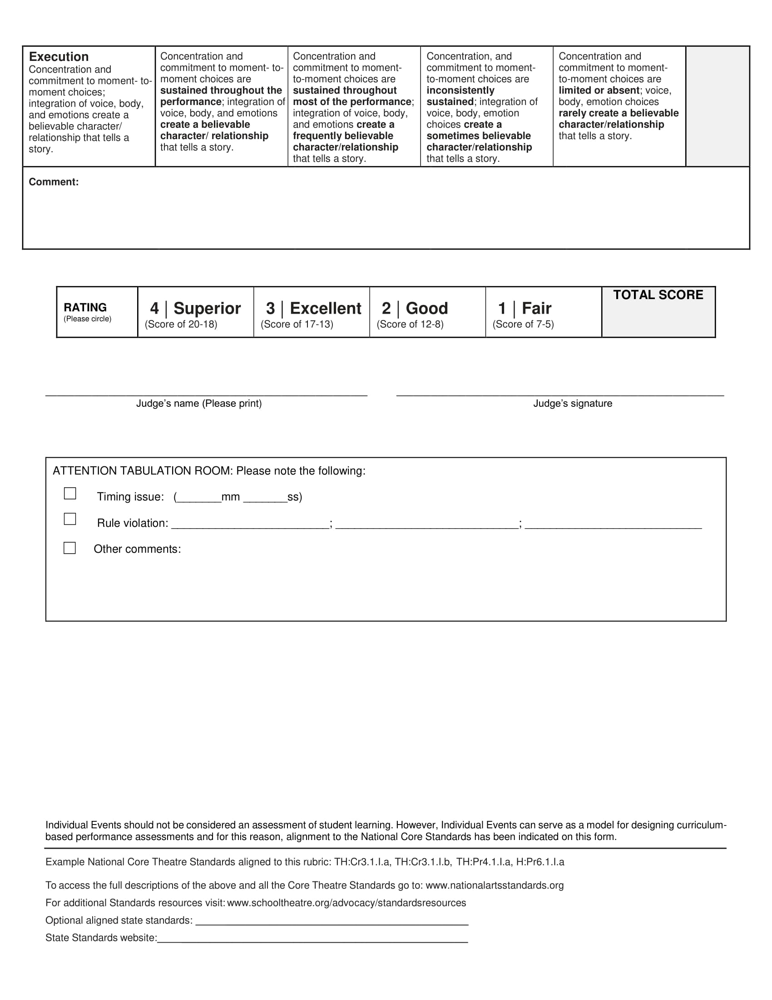 Execution
Concentration and
commitment to moment- to-
moment choices;
integration of voice, body,
and emotions create a
believable character/
relationship that tells a
story.
Concentration and
commitment to moment- to-
moment choices are
sustained throughout the
performance; integration of
voice, body, and emotions
create a believable
character/ relationship
that tells a story.
Concentration and
commitment to moment-
to-moment choices are
sustained throughout
most of the performance;
integration of voice, body,
and emotions create a
frequently believable
character/relationship
that tells a story.
Concentration, and
commitment to moment-
to-moment choices are
inconsistently
sustained; integration of
voice, body, emotion
choices create a
sometimes believable
character/relationship
that tells a story.
Concentration and
commitment to moment-
to-moment choices are
limited or absent; voice,
body, emotion choices
rarely create a believable
character/relationship
that tells a story.
Comment:
RATING
(Please circle)
4 | Superior
(Score of 20-18)
3 | Excellent
(Score of 17-13)
2 | Good
(Score of 12-8)
1 | Fair
(Score of 7-5)
TOTAL SCORE
Judge’s name (Please print)
Judge’s signature
ATTENTION TABULATION ROOM: Please note the following:
Timing issue: (_______mm _______ss)
Rule violation: _________________________; _____________________________; ____________________________
Other comments:
Individual Events should not be considered an assessment of student learning. However, Individual Events can serve as a model for designing curriculum-
based performance assessments and for this reason, alignment to the National Core Standards has been indicated on this form.
Example National Core Theatre Standards aligned to this rubric: TH:Cr3.1.I.a, TH:Cr3.1.I.b, TH:Pr4.1.I.a, H:Pr6.1.I.a
To access the full descriptions of the above and all the Core Theatre Standards go to: www.nationalartsstandards.org
For additional Standards resources visit: www.schooltheatre.org/advocacy/standardsresources
Optional aligned state standards: ______________________________
State Standards website:______________________________